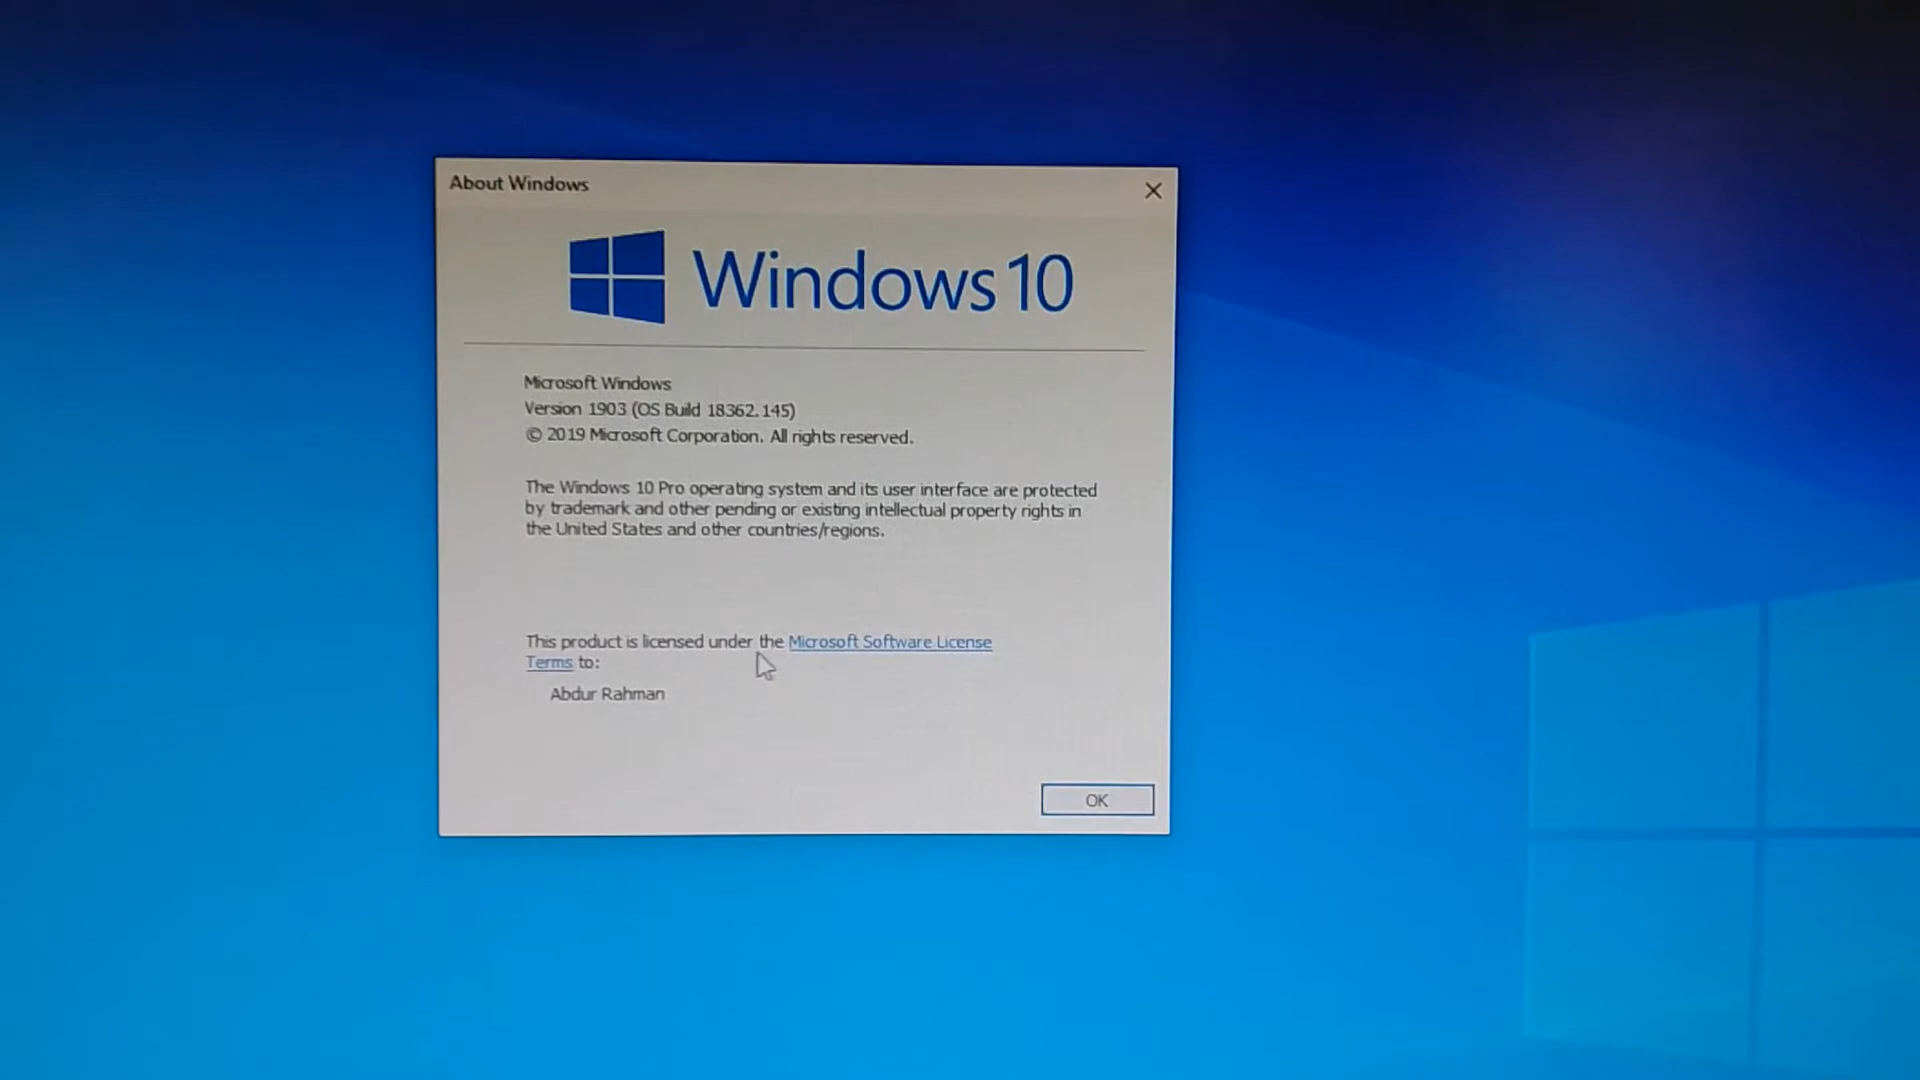 About Windows
Windows 10
Microsoft Windows
Version 1903 (OS Build 18362.145)
© 2019 Microsoft Corporation. All rights reserved.
The Windows 10 Pro operating system and its user interface are protected
by trademark and other pending or existing intellectual property rights in
the United States and other countries/regions.
This product is licensed under the Microsoft Software License
Terms to:
Abdur Rahman
OK